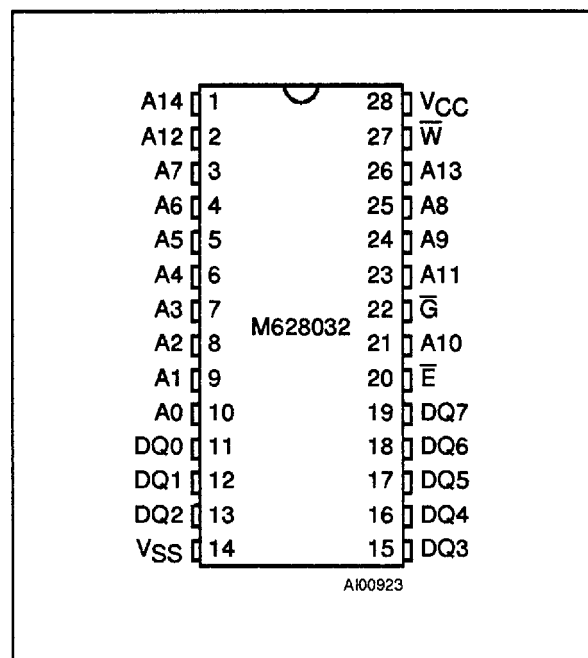 A14 1 28 VCC
A12 2 27 W̅
A7 3 26 A13
A6 4 25 A8
A5 5 24 A9
A4 6 23 A11
A3 7 22 G̅
M628032
A2 8 21 A10
A1 9 20 E̅
A0 10 19 DQ7
DQ0 11 18 DQ6
DQ1 12 17 DQ5
DQ2 13 16 DQ4
VSS 14 15 DQ3
AI00923